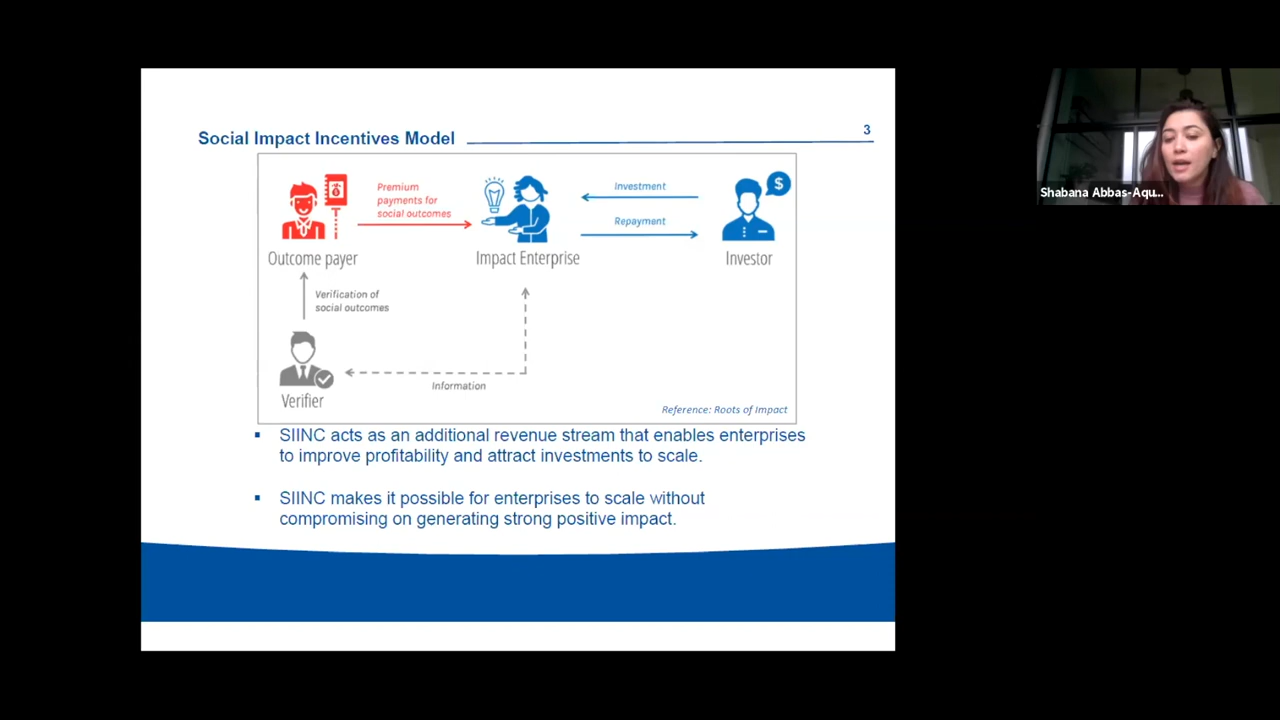 Social Impact Incentives Model
3
Premium
payments for
social outcomes
Investment
Repayment
$
Outcome payer
Impact Enterprise
Investor
Verification of
social outcomes
Information
Verifier
Reference: Roots of Impact
▪ SIINC acts as an additional revenue stream that enables enterprises
to improve profitability and attract investments to scale.
▪ SIINC makes it possible for enterprises to scale without
compromising on generating strong positive impact.
Shabana Abbas-Aqu...